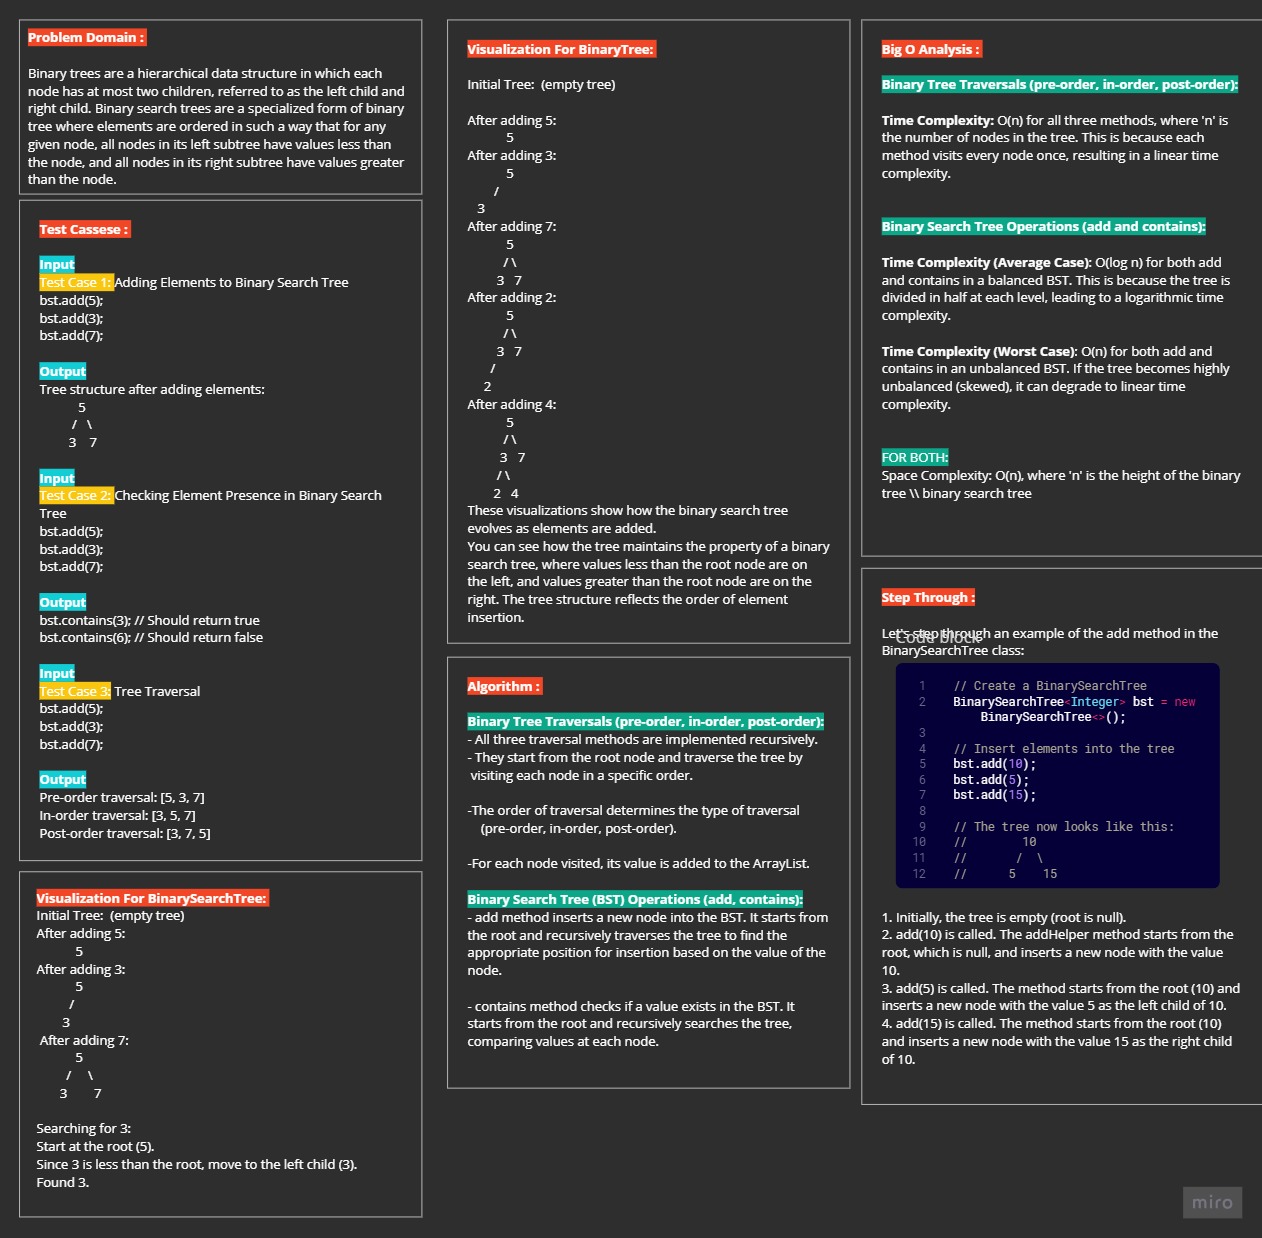 Problem Domain :
Binary trees are a hierarchical data structure in which each
node has at most two children, referred to as the left child and
right child. Binary search trees are a specialized form of binary
tree where elements are ordered in such a way that for any
given node, all nodes in its left subtree have values less than
the node, and all nodes in its right subtree have values greater
than the node.
Test Cassese :
Input
Test Case 1: Adding Elements to Binary Search Tree
bst.add(5);
bst.add(3);
bst.add(7);
Output
Tree structure after adding elements:
5
/ \
3 7
Input
Test Case 2: Checking Element Presence in Binary Search
Tree
bst.add(5);
bst.add(3);
bst.add(7);
Output
bst.contains(3); // Should return true
bst.contains(6); // Should return false
Input
Test Case 3: Tree Traversal
bst.add(5);
bst.add(3);
bst.add(7);
Output
Pre-order traversal: [5, 3, 7]
In-order traversal: [3, 5, 7]
Post-order traversal: [3, 7, 5]
Visualization For BinarySearchTree:
Initial Tree: (empty tree)
After adding 5:
5
After adding 3:
5
/
3
After adding 7:
5
/ \
3 7
Searching for 3:
Start at the root (5).
Since 3 is less than the root, move to the left child (3).
Found 3.
Visualization For BinaryTree:
Initial Tree: (empty tree)
After adding 5:
5
After adding 3:
5
/
3
After adding 7:
5
/ \
3 7
After adding 2:
5
/ \
3 7
/
2
After adding 4:
5
/ \
3 7
/ \
2 4
These visualizations show how the binary search tree
evolves as elements are added.
You can see how the tree maintains the property of a binary
search tree, where values less than the root node are on
the left, and values greater than the root node are on the
right. The tree structure reflects the order of element
insertion.
Algorithm :
Binary Tree Traversals (pre-order, in-order, post-order):
- All three traversal methods are implemented recursively.
- They start from the root node and traverse the tree by
visiting each node in a specific order.
-The order of traversal determines the type of traversal
(pre-order, in-order, post-order).
-For each node visited, its value is added to the ArrayList.
Binary Search Tree (BST) Operations (add, contains):
- add method inserts a new node into the BST. It starts from
the root and recursively traverses the tree to find the
appropriate position for insertion based on the value of the
node.
- contains method checks if a value exists in the BST. It
starts from the root and recursively searches the tree,
comparing values at each node.
Big O Analysis :
Binary Tree Traversals (pre-order, in-order, post-order):
Time Complexity: O(n) for all three methods, where 'n' is
the number of nodes in the tree. This is because each
method visits every node once, resulting in a linear time
complexity.
Binary Search Tree Operations (add and contains):
Time Complexity (Average Case): O(log n) for both add
and contains in a balanced BST. This is because the tree is
divided in half at each level, leading to a logarithmic time
complexity.
Time Complexity (Worst Case): O(n) for both add and
contains in an unbalanced BST. If the tree becomes highly
unbalanced (skewed), it can degrade to linear time
complexity.
FOR BOTH:
Space Complexity: O(n), where 'n' is the height of the binary
tree \\ binary search tree
Step Through :
Let's step through an example of the add method in the
Code block
BinarySearchTree class:
1 // Create a BinarySearchTree
2 BinarySearchTree<Integer> bst = new
BinarySearchTree<>();
3
4 // Insert elements into the tree
5 bst.add(10);
6 bst.add(5);
7 bst.add(15);
8
9 // The tree now looks like this:
10 // 10
11 // / \
12 // 5 15
1. Initially, the tree is empty (root is null).
2. add(10) is called. The addHelper method starts from the
root, which is null, and inserts a new node with the value
10.
3. add(5) is called. The method starts from the root (10) and
inserts a new node with the value 5 as the left child of 10.
4. add(15) is called. The method starts from the root (10)
and inserts a new node with the value 15 as the right child
of 10.
miro